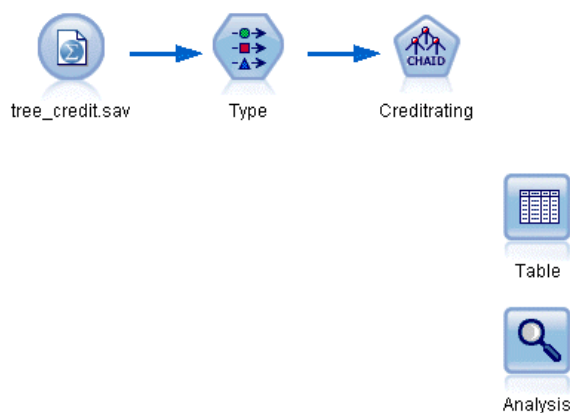 CHAID
tree_credit.sav
Type
Creditrating
Table
Analysis